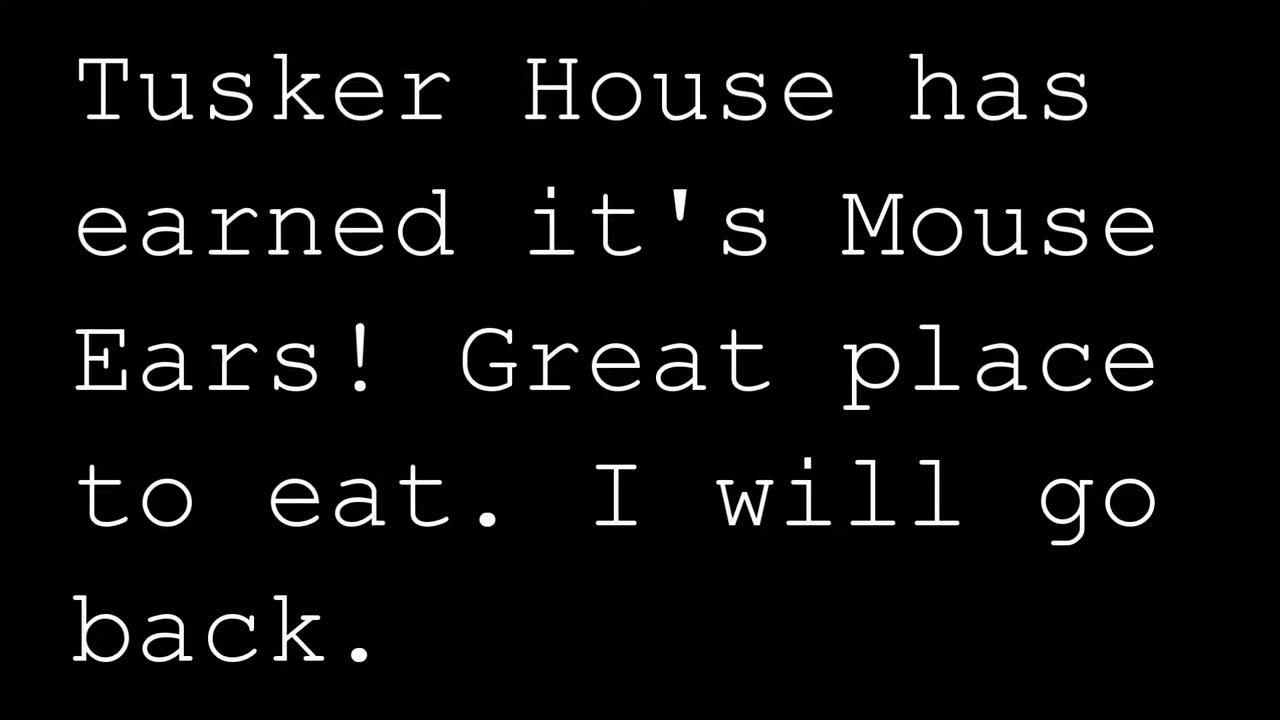 Tusker House has
earned it's Mouse
Ears! Great place
to eat. I will go
back.